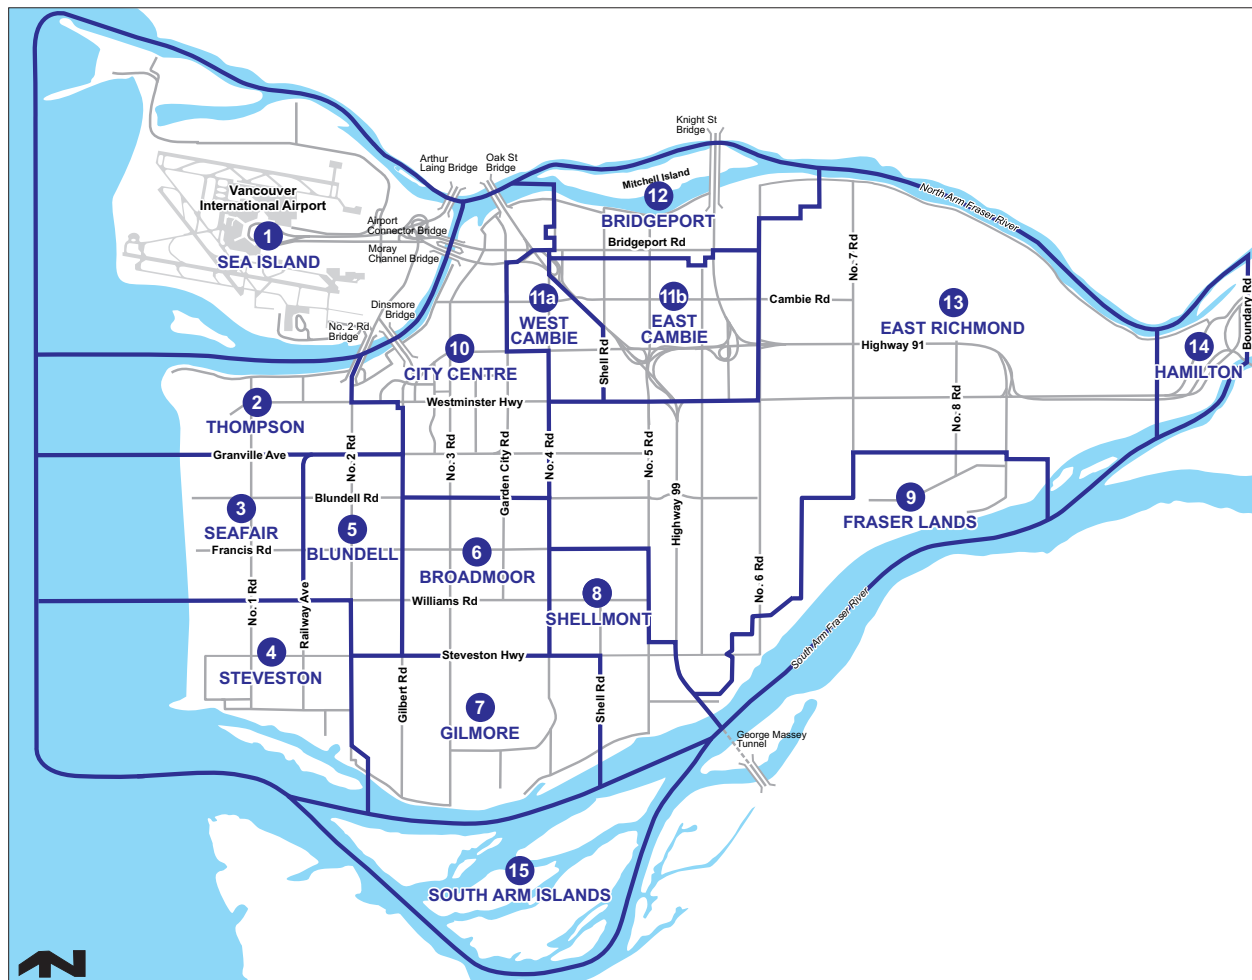 Knight St
Bridge
Arthur
Laing Bridge
Oak St
Bridge
Mitchell Island
12
BRIDGEPORT
North Arm Fraser River
Vancouver
International Airport
1
SEA ISLAND
Airport
Connector Bridge
Moray
Channel Bridge
Bridgeport Rd
No. 7 Rd
Boundary Rd
Dinsmore
Bridge
No. 2 Rd
Bridge
11a
WEST
CAMBIE
11b
EAST
CAMBIE
Cambie Rd
13
EAST RICHMOND
Highway 91
14
HAMILTON
10
CITY CENTRE
Shell Rd
2
THOMPSON
Westminster Hwy
No. 8 Rd
Granville Ave
No. 2 Rd
No. 3 Rd
Garden City Rd
No. 4 Rd
No. 5 Rd
Highway 99
Blundell Rd
3
SEAFAIR
5
BLUNDELL
9
FRASER LANDS
Francis Rd
6
BROADMOOR
No. 6 Rd
No. 1 Rd
Railway Ave
Williams Rd
8
SHELLMONT
South Arm Fraser River
4
STEVESTON
Steveston Hwy
Gilbert Rd
7
GILMORE
Shell Rd
George Massey
Tunnel
15
SOUTH ARM ISLANDS
N